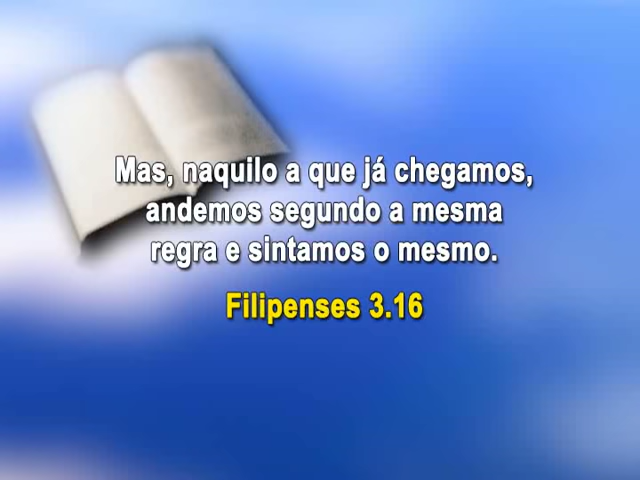 Mas, naquilo a que já chegamos,
andemos segundo a mesma
regra e sintamos o mesmo.
Filipenses 3.16